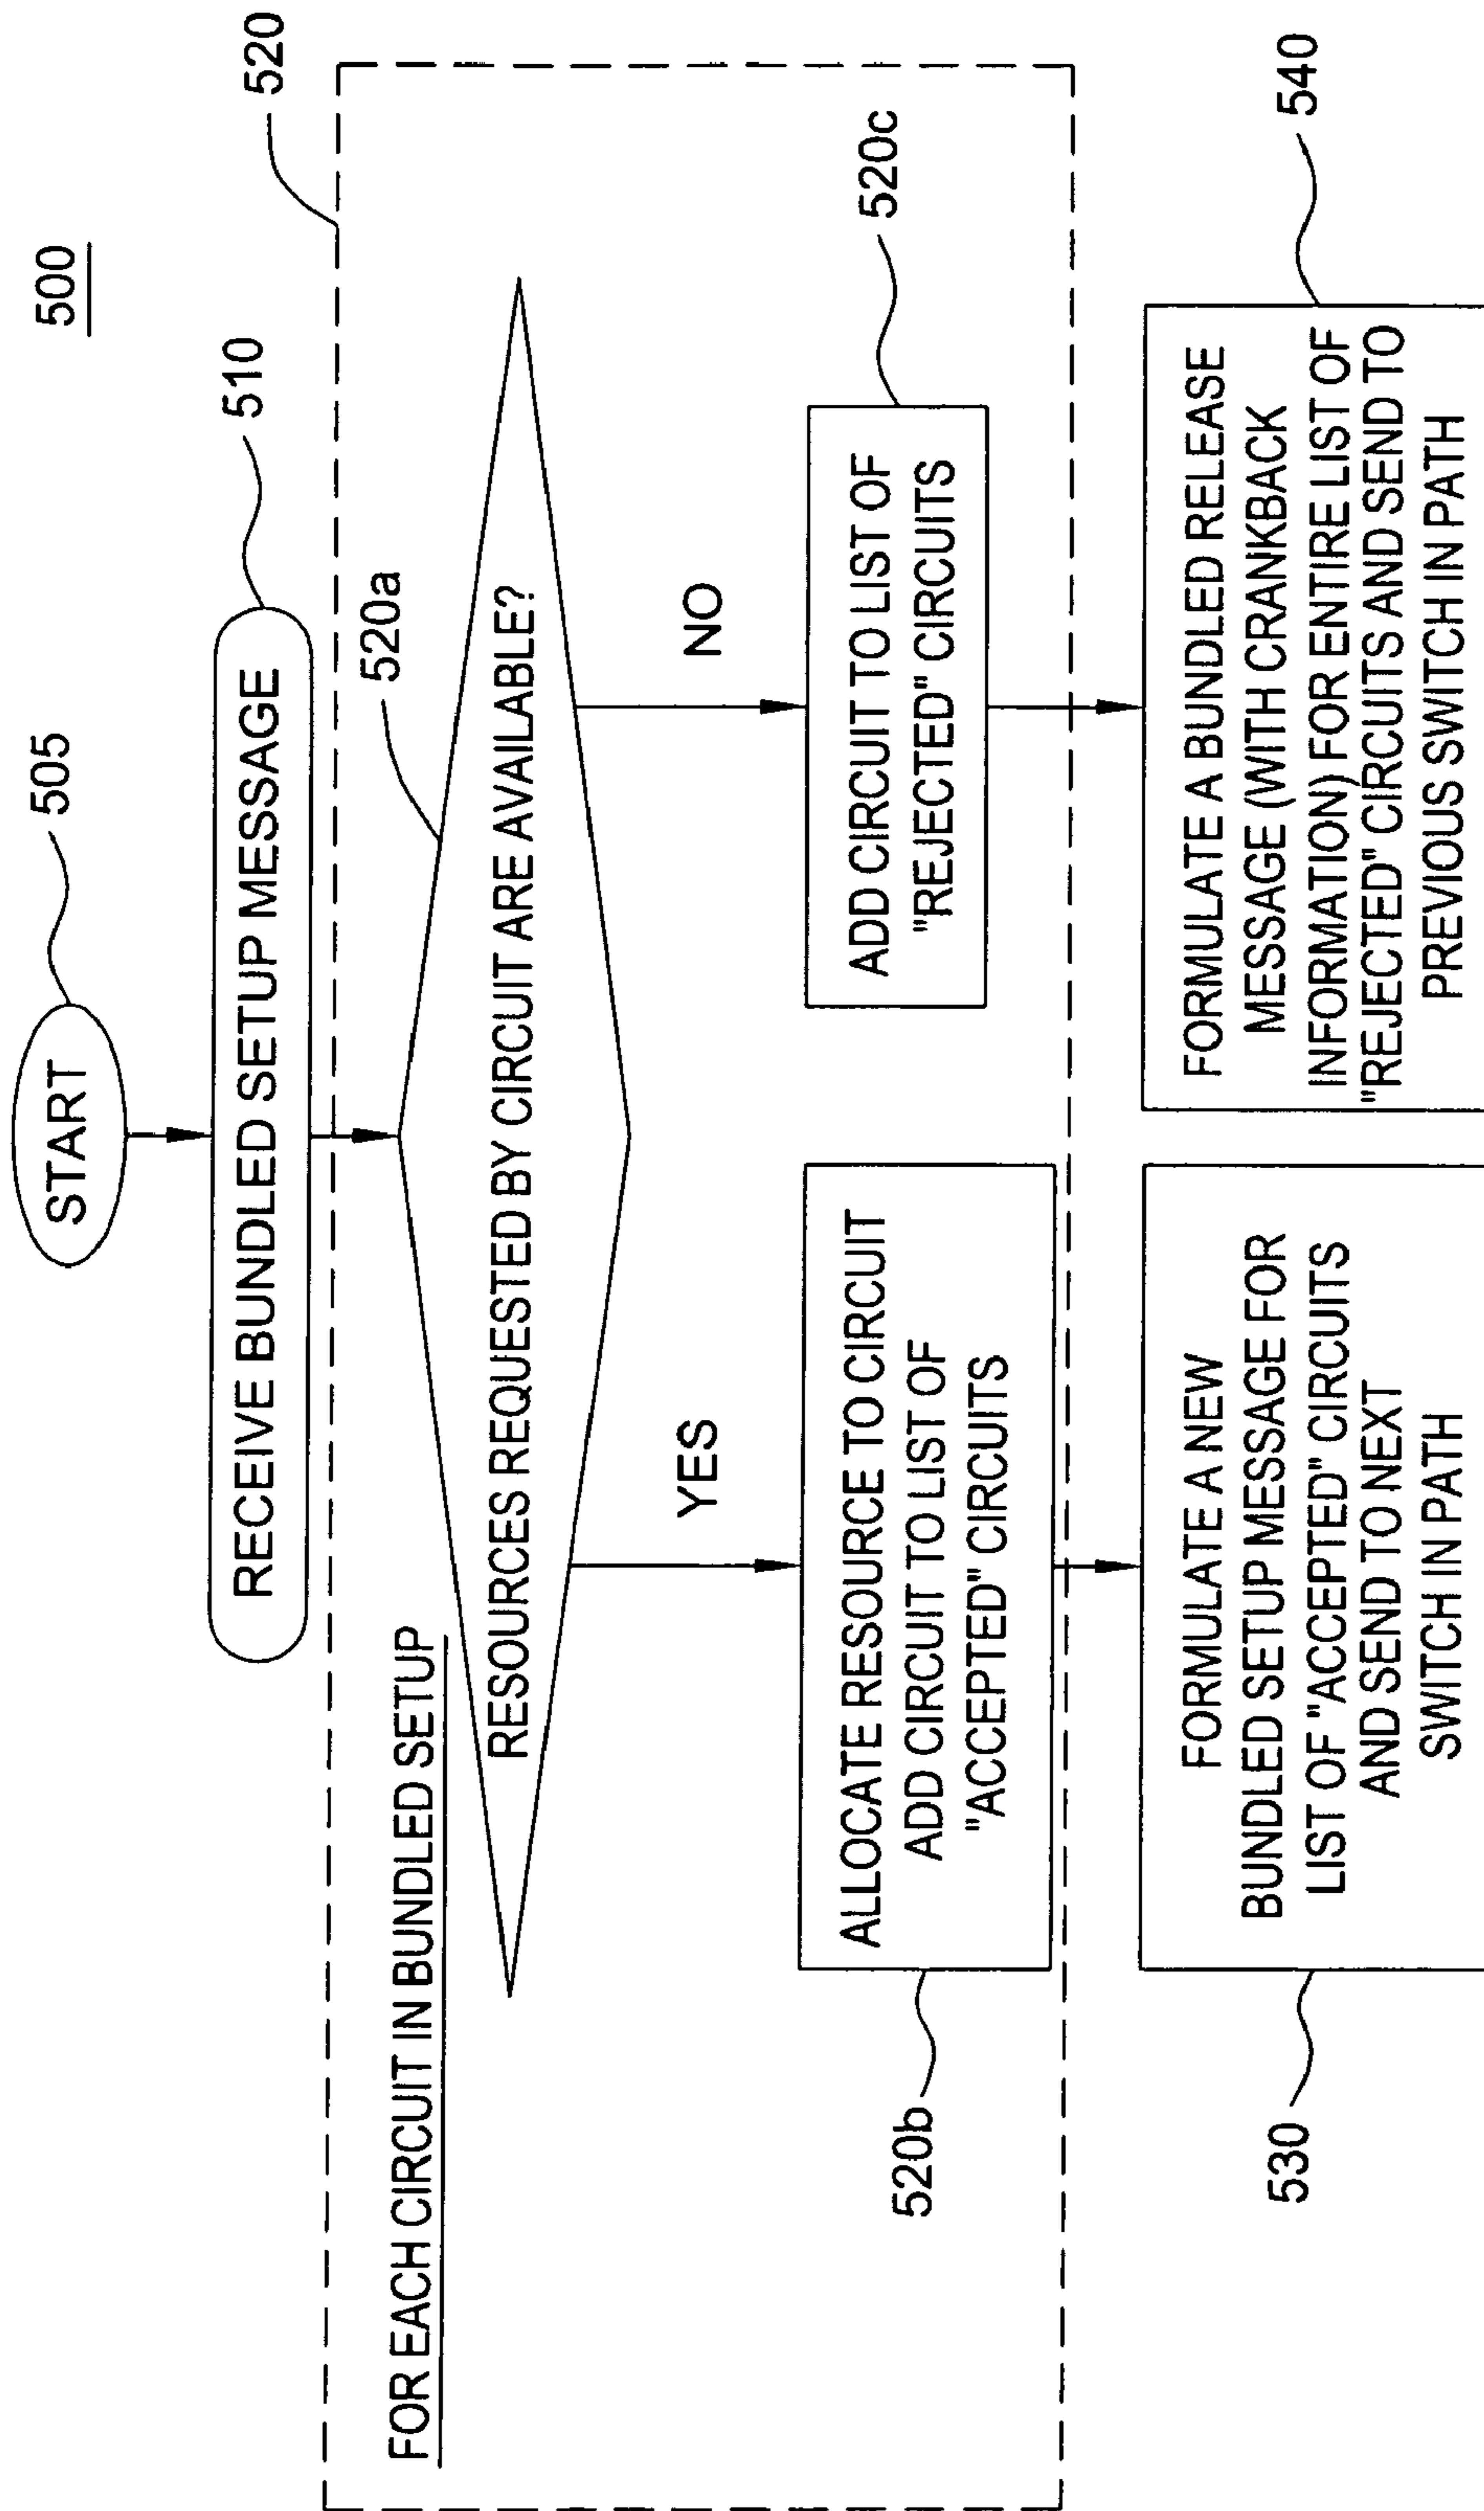 500
START
505
RECEIVE BUNDLED SETUP MESSAGE
510
520
FOR EACH CIRCUIT IN BUNDLED SETUP
520a
RESOURCES REQUESTED BY CIRCUIT ARE AVAILABLE?
YES
NO
520b
ALLOCATE RESOURCE TO CIRCUIT
ADD CIRCUIT TO LIST OF
"ACCEPTED" CIRCUITS
520c
ADD CIRCUIT TO LIST OF
"REJECTED" CIRCUITS
530
FORMULATE A NEW
BUNDLED SETUP MESSAGE FOR
LIST OF "ACCEPTED" CIRCUITS
AND SEND TO NEXT
SWITCH IN PATH
540
FORMULATE A BUNDLED RELEASE
MESSAGE (WITH CRANKBACK
INFORMATION) FOR ENTIRE LIST OF
"REJECTED" CIRCUITS AND SEND TO
PREVIOUS SWITCH IN PATH